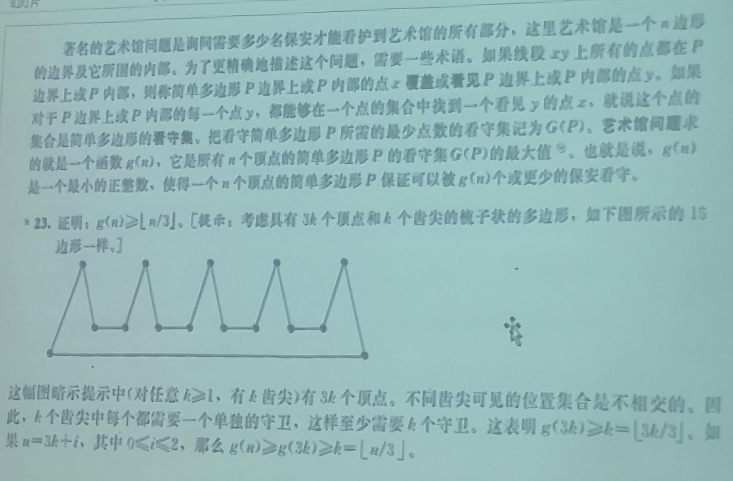 著名的艺术馆问题是询问需要多少名保安才能看护到艺术馆的所有部分，这里艺术馆是一个 n 边形
的边界及它所围的内部。为了更精确地描述这个问题，需要一些术语。如果线段 xy 上所有的点都在 P
边界上或 P 内部，则称简单多边形 P 边界上或 P 内部的点 x 覆盖或看见 P 边界上或 P 内部的点 y。如果
对于 P 边界上或 P 内部的每一个点 y，都能够在一个点的集合中找到一个看见 y 的点 x，就说这个点的
集合是简单多边形的看守集。把看守简单多边形 P 所需的最少点数的看守集记为 G(P)。艺术馆问题求
的就是一个函数 g(n)，它是所有 n 个顶点的简单多边形 P 的看守集 G(P) 的最大值㊀。也就是说，g(n)
是一个最小的正整数，使得一个 n 个顶点的简单多边形 P 保证可以被 g(n) 个或更少的保安看守。
*23. 证明：g(n)≥⌊n/3⌋。[提示：考虑具有 3k 个顶点和 k 个齿尖的梳子状的多边形，如下图所示的 15
边形一样。]
这幅图暗示提示中(对任意 k≥1，有 k 齿尖)有 3k 个顶点。不同齿尖可见的位置集合是不相交的。因
此，k 个齿尖中每个都需要一个单独的守卫，这样至少需要 k 个守卫。这表明 g(3k)≥k=⌊3k/3⌋。如
果 n=3k+i，其中 0≤i≤2，那么 g(n)≥g(3k)≥k=⌊n/3⌋。